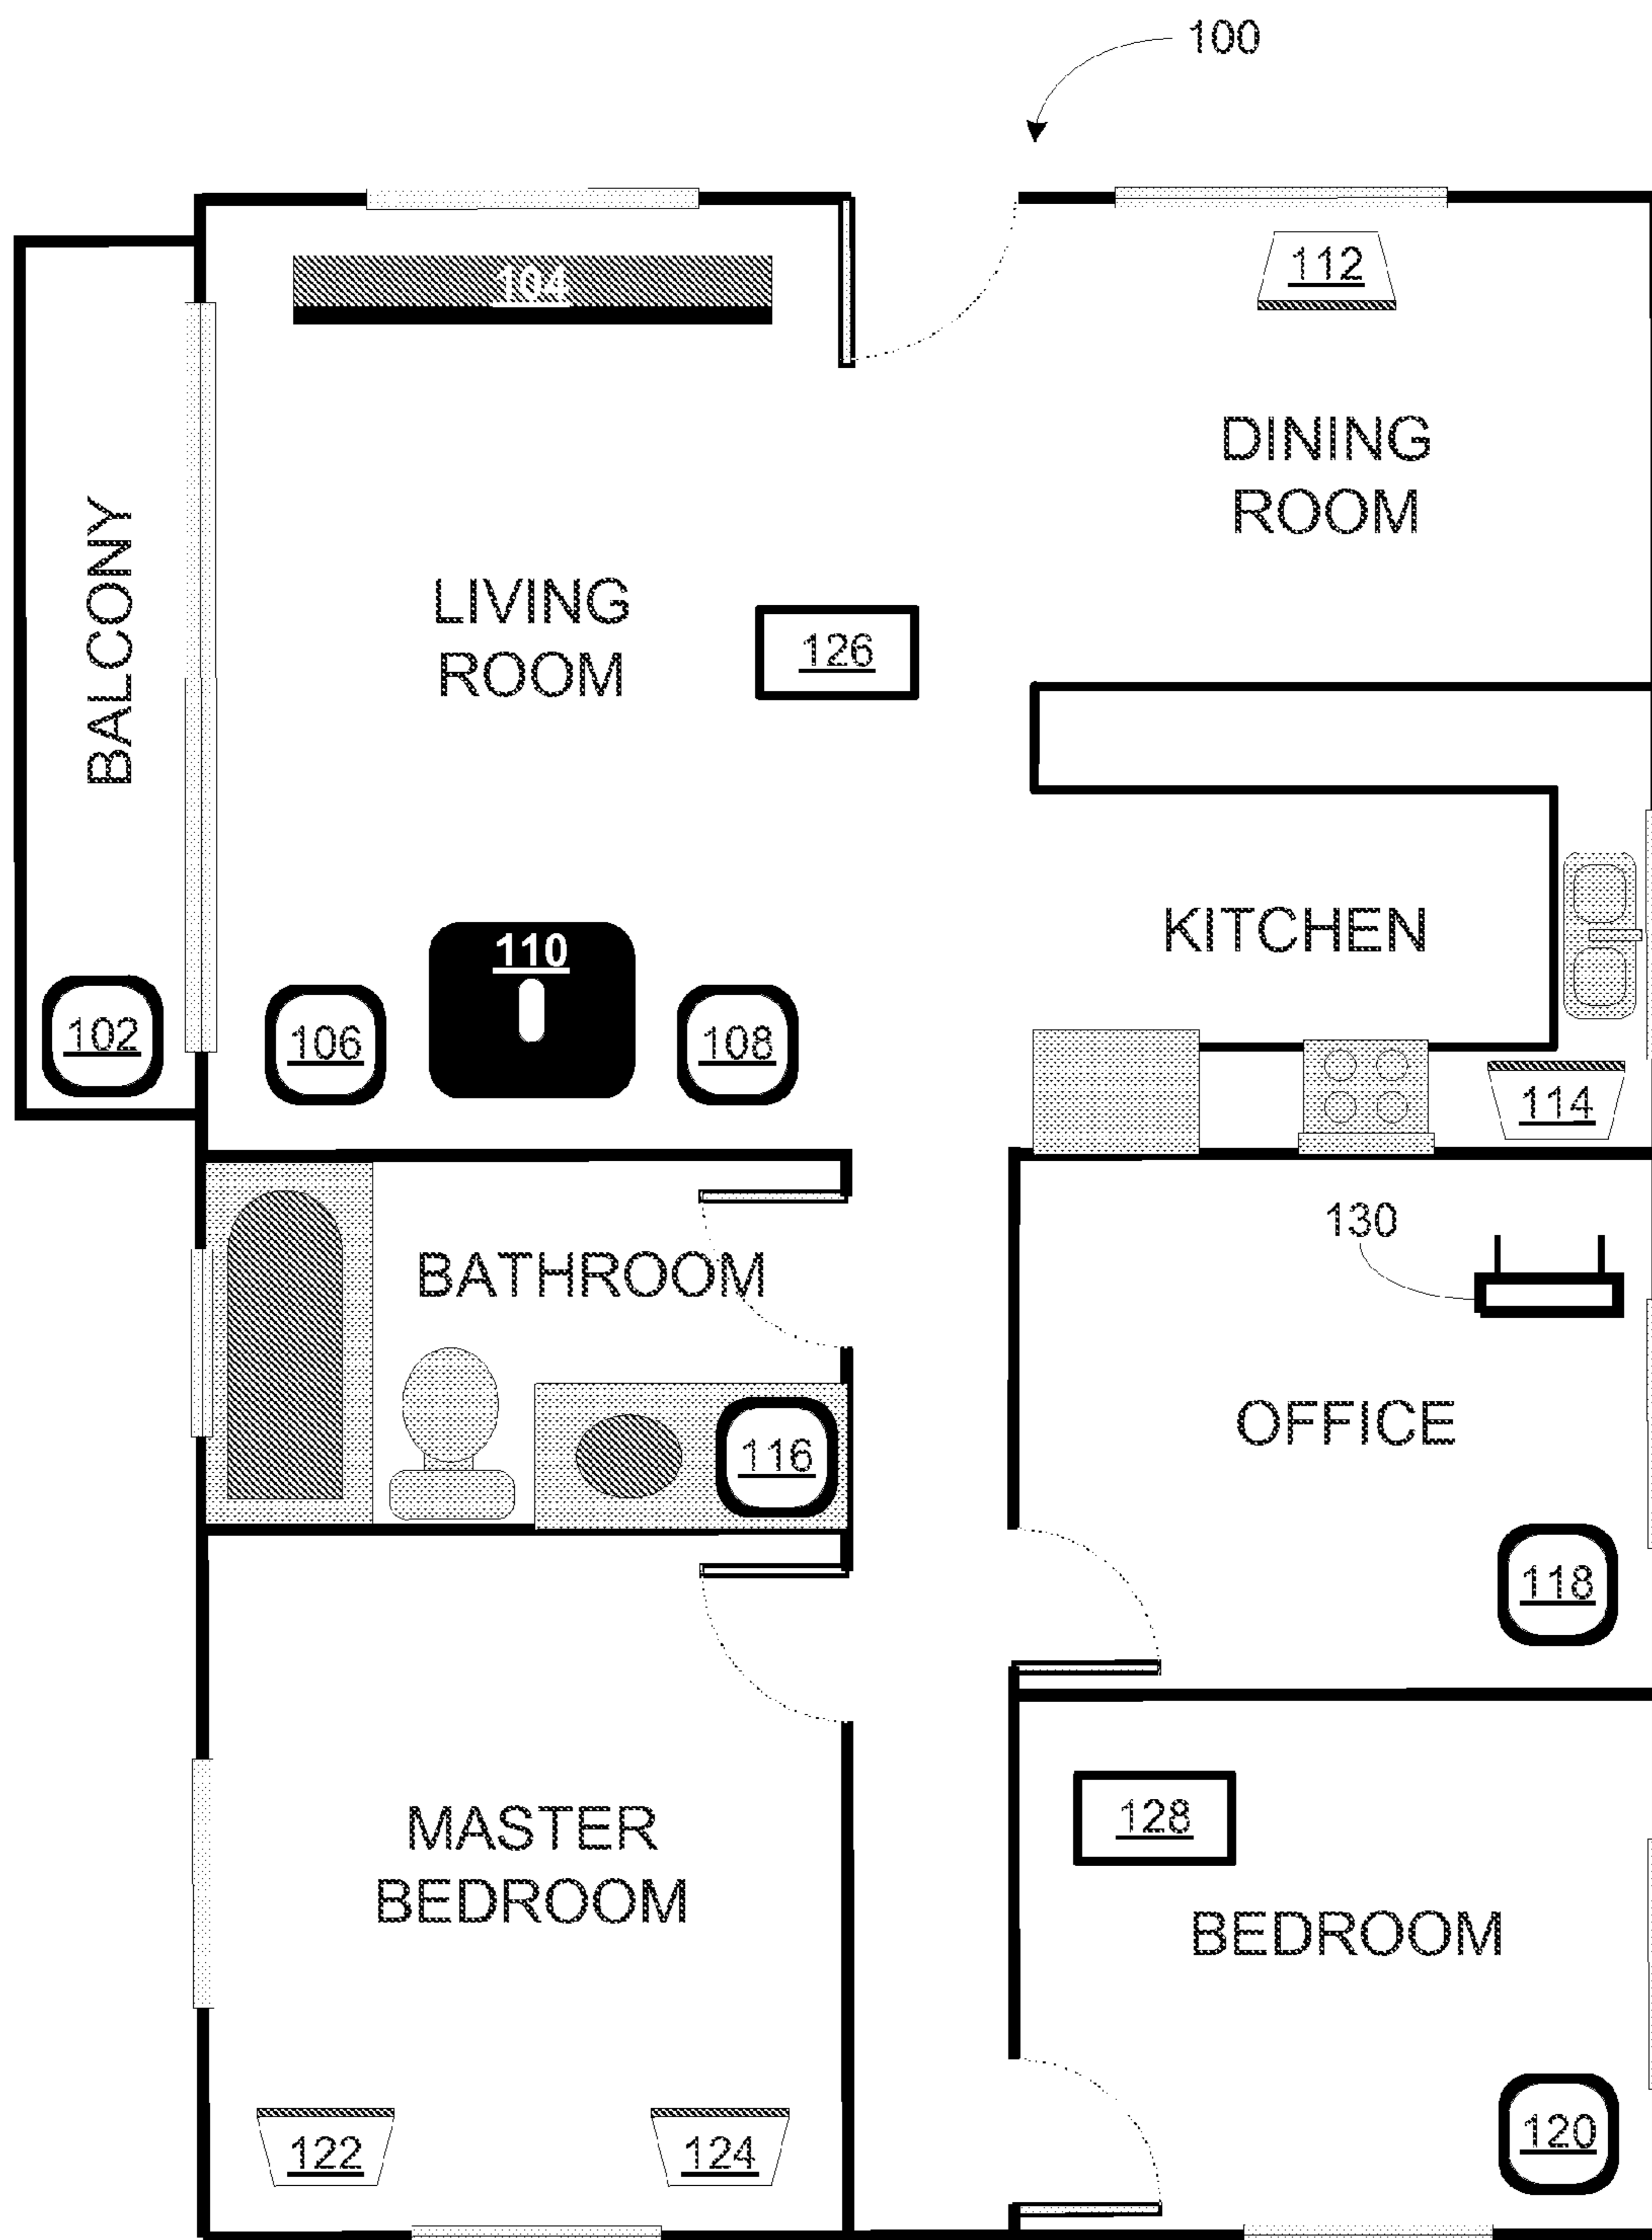 100
104
112
DINING
ROOM
BALCONY
LIVING
ROOM
126
KITCHEN
110
102
106
108
114
130
BATHROOM
OFFICE
116
118
MASTER
BEDROOM
128
BEDROOM
122
124
120